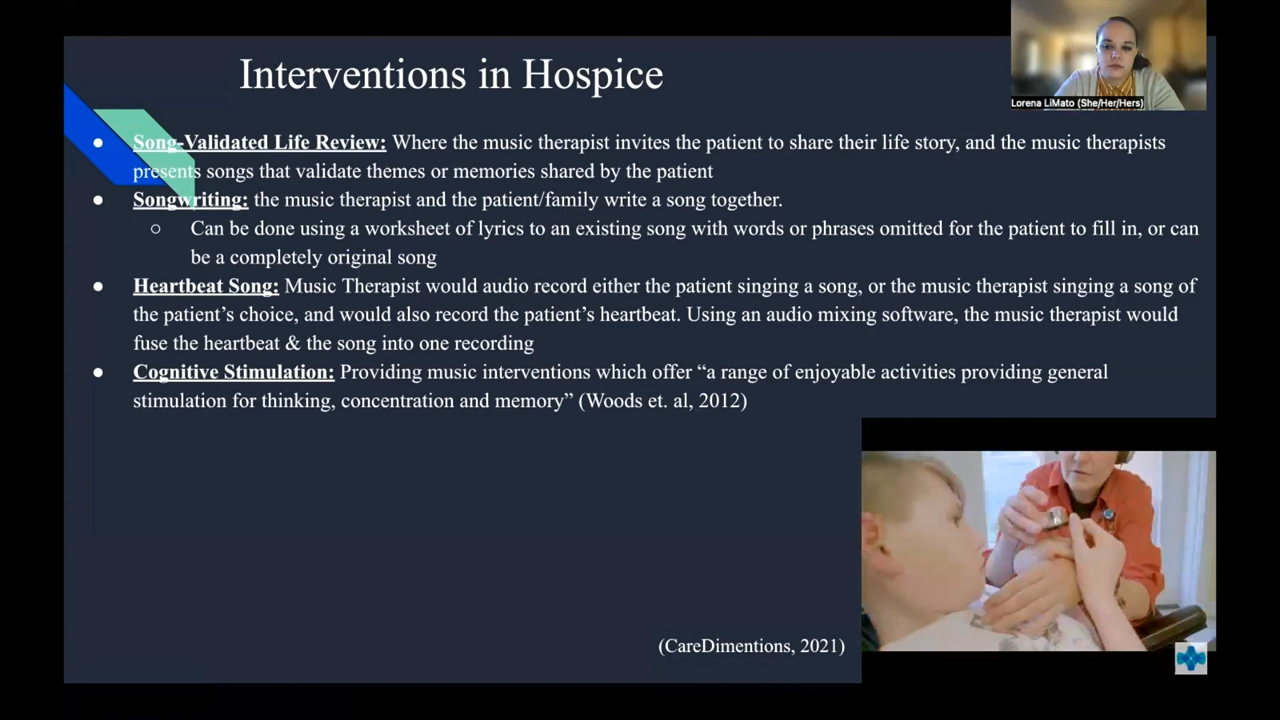 Interventions in Hospice
Lorena LiMato (She/Her/Hers)
● Song-Validated Life Review: Where the music therapist invites the patient to share their life story, and the music therapists
presents songs that validate themes or memories shared by the patient
● Songwriting: the music therapist and the patient/family write a song together.
○ Can be done using a worksheet of lyrics to an existing song with words or phrases omitted for the patient to fill in, or can
be a completely original song
● Heartbeat Song: Music Therapist would audio record either the patient singing a song, or the music therapist singing a song of
the patient’s choice, and would also record the patient’s heartbeat. Using an audio mixing software, the music therapist would
fuse the heartbeat & the song into one recording
● Cognitive Stimulation: Providing music interventions which offer “a range of enjoyable activities providing general
stimulation for thinking, concentration and memory” (Woods et. al, 2012)
(CareDimentions, 2021)